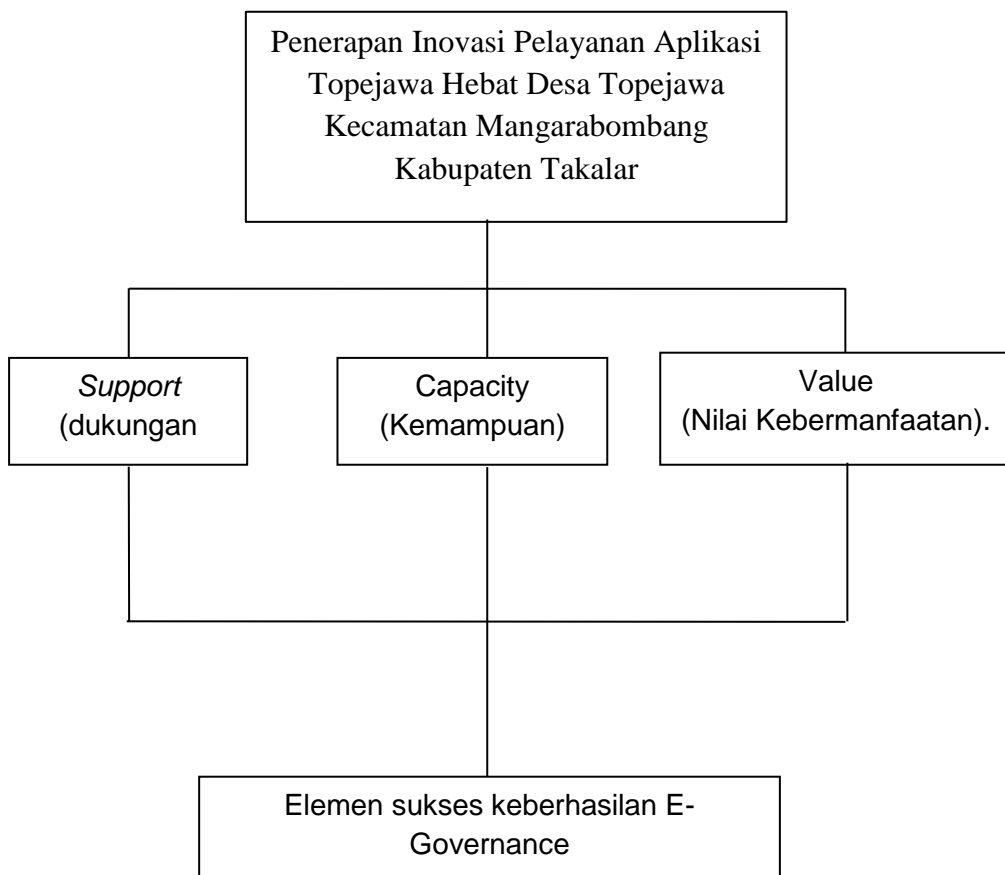 Penerapan Inovasi Pelayanan Aplikasi
Topejawa Hebat Desa Topejawa
Kecamatan Mangarabombang
Kabupaten Takalar
Support
(dukungan
Capacity
(Kemampuan)
Value
(Nilai Kebermanfaatan).
Elemen sukses keberhasilan E-
Governance